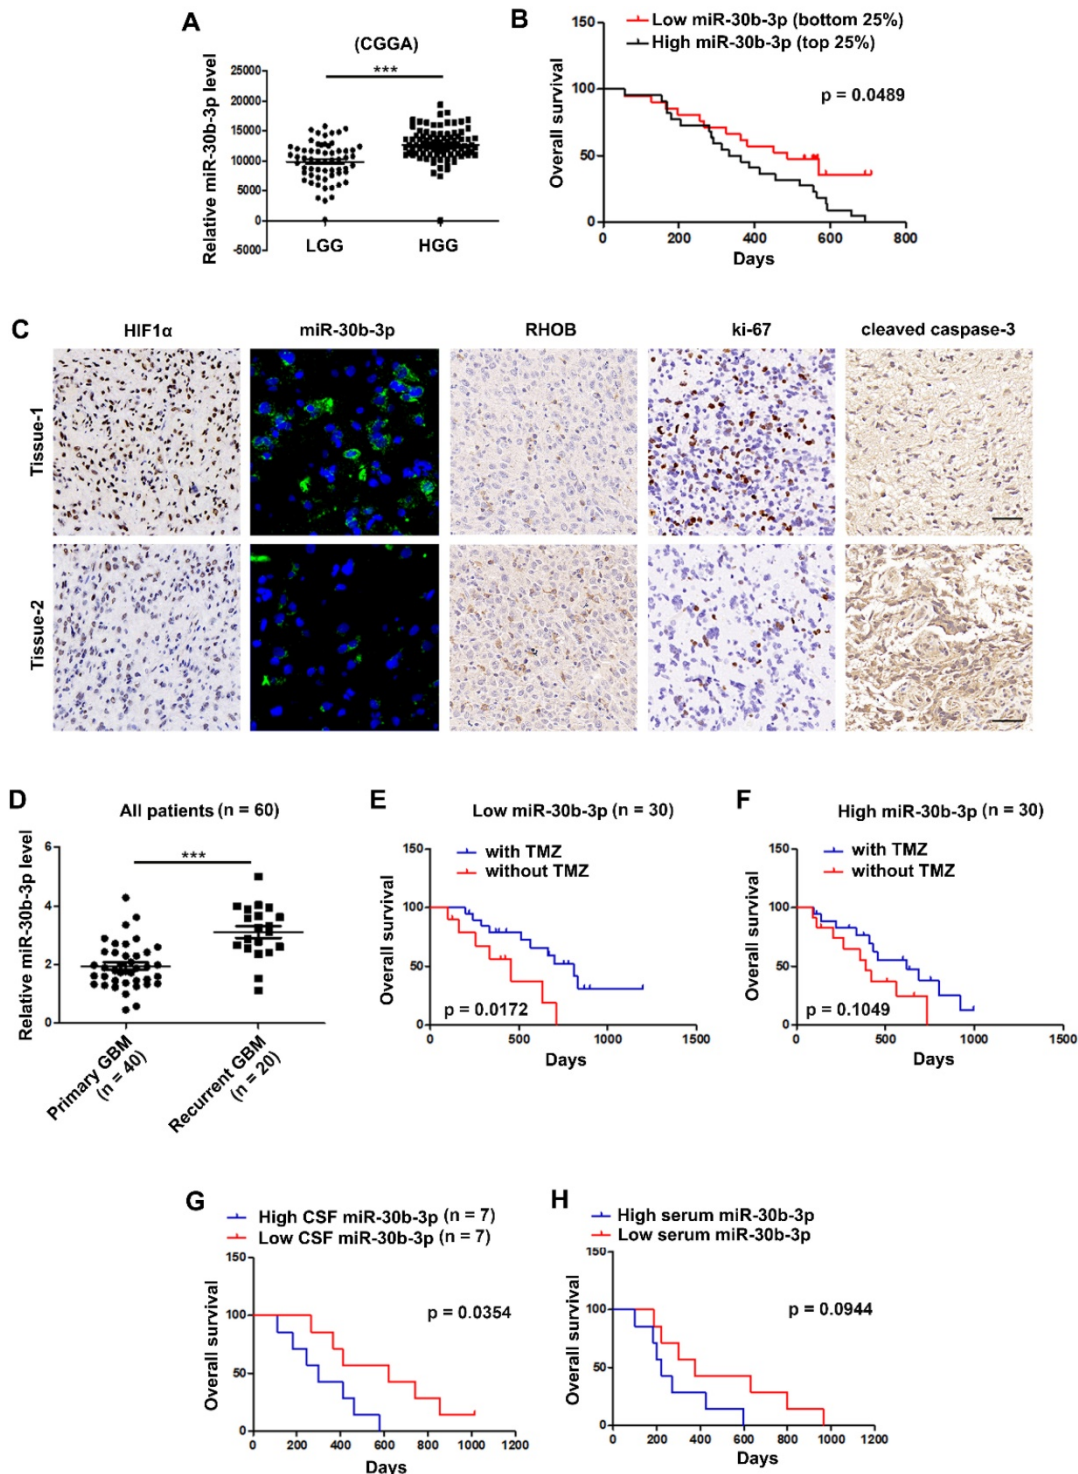 A
(CGGA)
***
Relative miR-30b-3p level
25000
20000
15000
10000
5000
0
-5000
LGG
HGG
B
Low miR-30b-3p (bottom 25%)
High miR-30b-3p (top 25%)
p = 0.0489
Overall survival
150
100
50
0
0
200
400
600
800
Days
C
HIF1α
miR-30b-3p
RHOB
ki-67
cleaved caspase-3
Tissue-1
Tissue-2
D
All patients (n = 60)
***
Relative miR-30b-3p level
6
4
2
0
Primary GBM
(n = 40)
Recurrent GBM
(n = 20)
E
Low miR-30b-3p (n = 30)
with TMZ
without TMZ
Overall survival
150
100
50
0
p = 0.0172
0
500
1000
1500
Days
F
High miR-30b-3p (n = 30)
with TMZ
without TMZ
Overall survival
150
100
50
0
p = 0.1049
0
500
1000
1500
Days
G
High CSF miR-30b-3p (n = 7)
Low CSF miR-30b-3p (n = 7)
Overall survival
150
100
50
0
p = 0.0354
0
200
400
600
800
1000
1200
Days
H
High serum miR-30b-3p
Low serum miR-30b-3p
Overall survival
150
100
50
0
p = 0.0944
0
200
400
600
800
1000
1200
Days